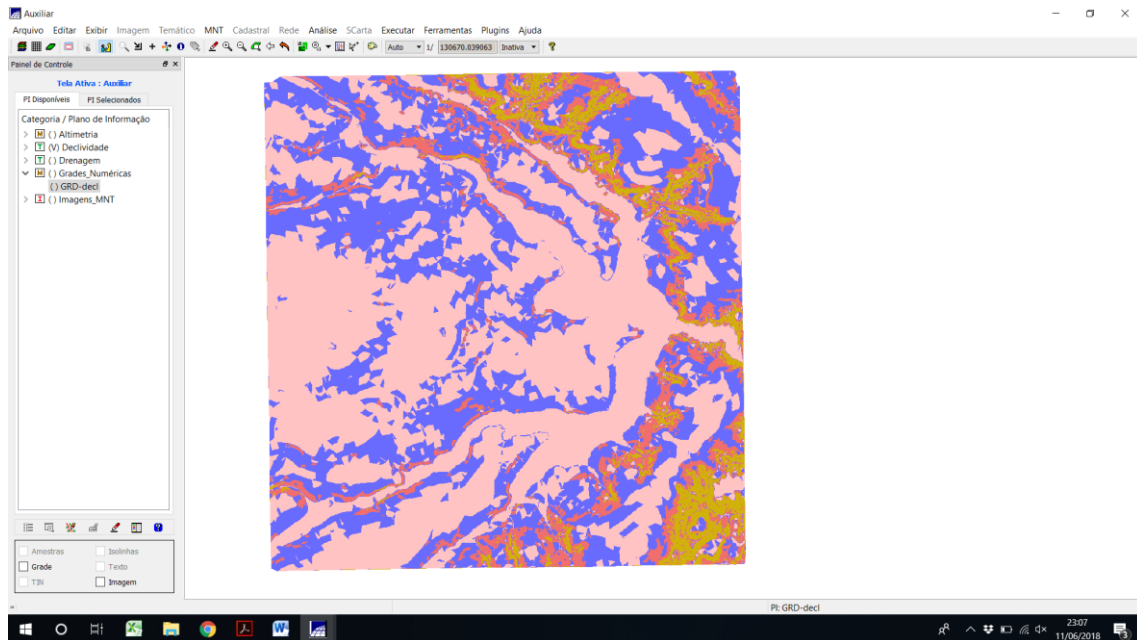 Auxiliar
Arquivo Editar Exibir Imagem Temático MNT Cadastral Rede Análise SCarta Executar Ferramentas Plugins Ajuda
Auto 1/ 130670.039063 Inativa
Painel de Controle
Tela Ativa : Auxiliar
PI Disponíveis PI Selecionados
Categoria / Plano de Informação
M ( ) Altimetria
T (V) Declividade
T ( ) Drenagem
M ( ) Grades_Numéricas
( ) GRD-decl
I ( ) Imagens_MNT
Amostras Isolinhas
Grade Texto
TIN Imagem
PI: GRD-decl
23:07
11/06/2018
3